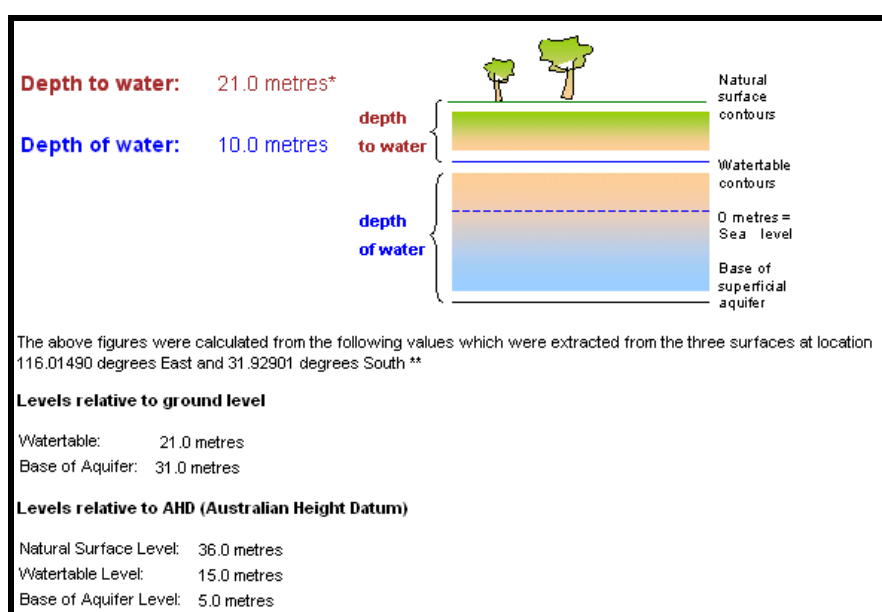 Depth to water: 21.0 metres*
Depth of water: 10.0 metres
depth
to water
depth
of water
Natural
surface
contours
Watertable
contours
0 metres =
Sea level
Base of
superficial
aquifer
The above figures were calculated from the following values which were extracted from the three surfaces at location
116.01490 degrees East and 31.92901 degrees South **
Levels relative to ground level
Watertable: 21.0 metres
Base of Aquifer: 31.0 metres
Levels relative to AHD (Australian Height Datum)
Natural Surface Level: 36.0 metres
Watertable Level: 15.0 metres
Base of Aquifer Level: 5.0 metres